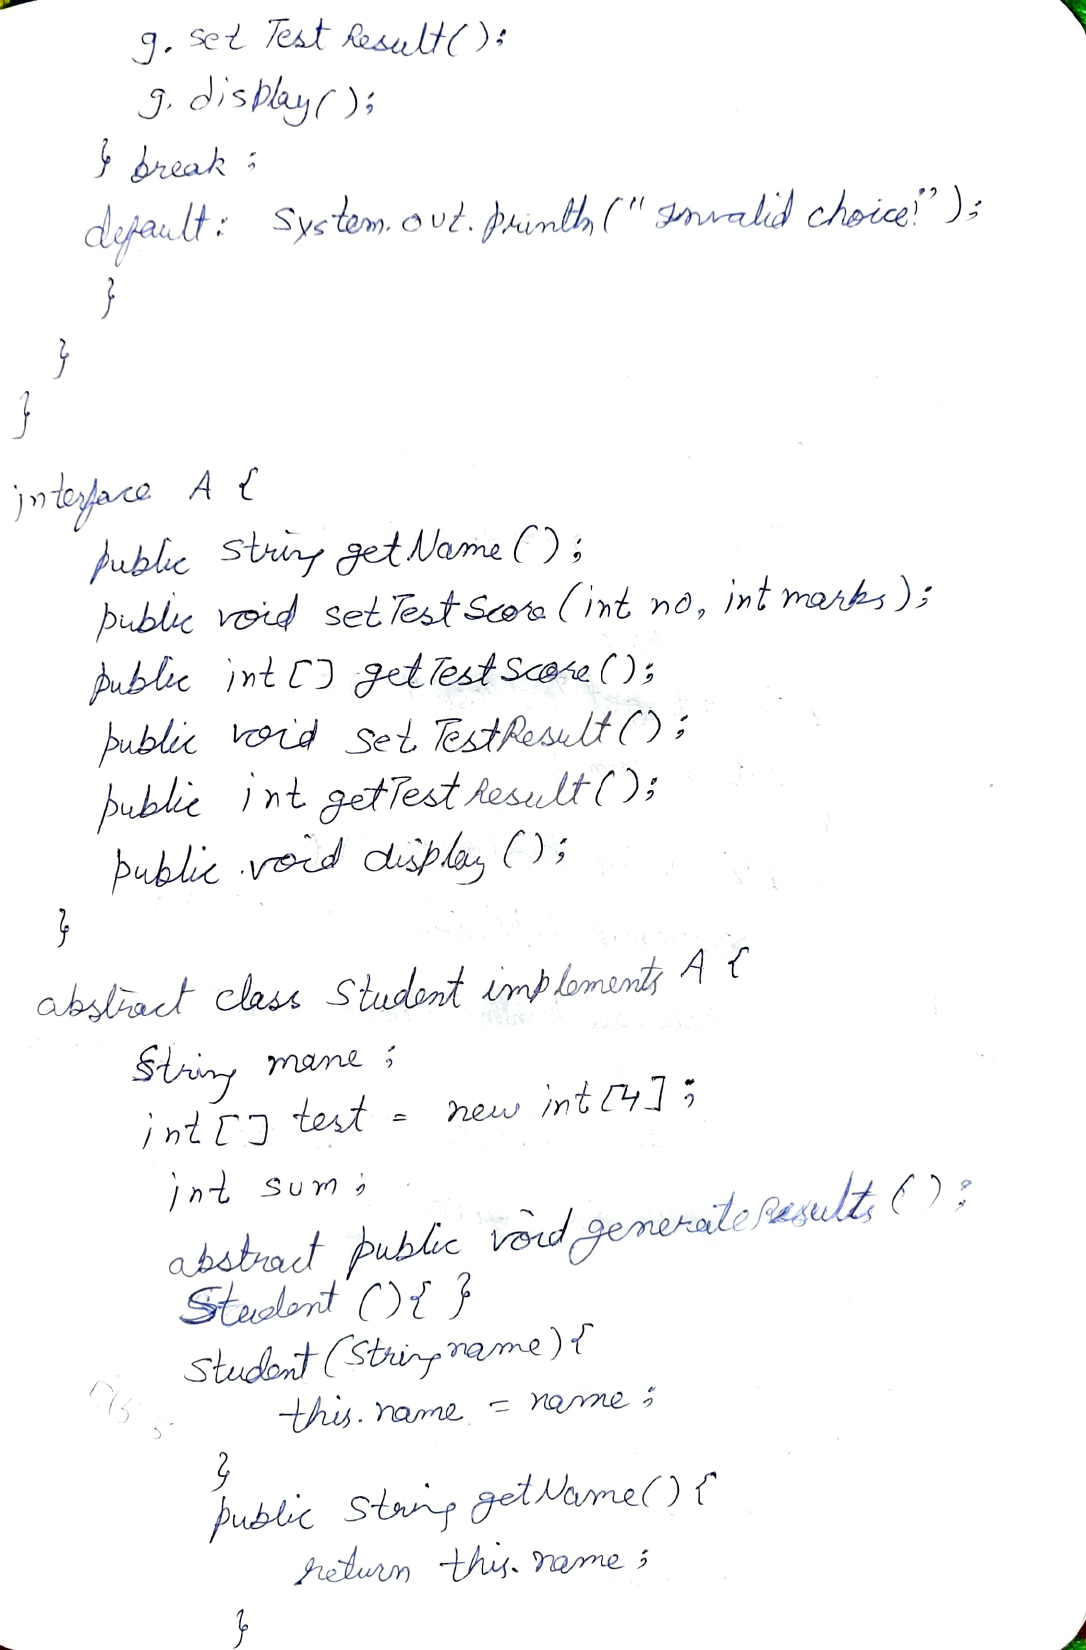 g. set Test Result();
g. display();
} break ;
default: System.out.println("Invalid choice!");
}
}
}
interface A {
public String getName();
public void setTestScore(int no, int marks);
public int [] getTestScore();
public void set TestResult();
public int getTestResult();
public void display();
}
abstract class Student implements A {
String mane ;
int[] test = new int [4];
int sum;
abstract public void generateResults();
Student (){ }
Student (String name){
this. name = name;
}
public String getName(){
return this. name;
}